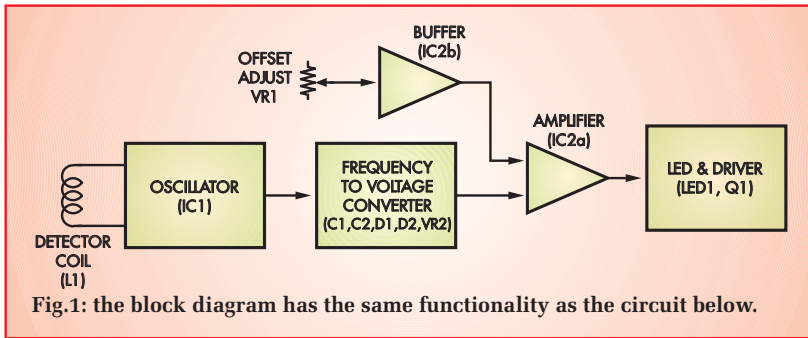 BUFFER
(IC2b)
OFFSET
ADJUST
VR1
AMPLIFIER
(IC2a)
LED & DRIVER
(LED1, Q1)
OSCILLATOR
(IC1)
FREQUENCY
TO VOLTAGE
CONVERTER
(C1,C2,D1,D2,VR2)
DETECTOR
COIL
(L1)
Fig.1: the block diagram has the same functionality as the circuit below.